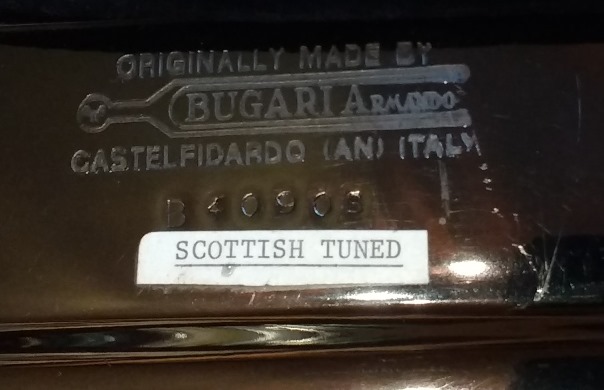 ORIGINALLY MADE BY
BUGARI ARMANDO
CASTELFIDARDO (AN) ITALY
SCOTTISH TUNED